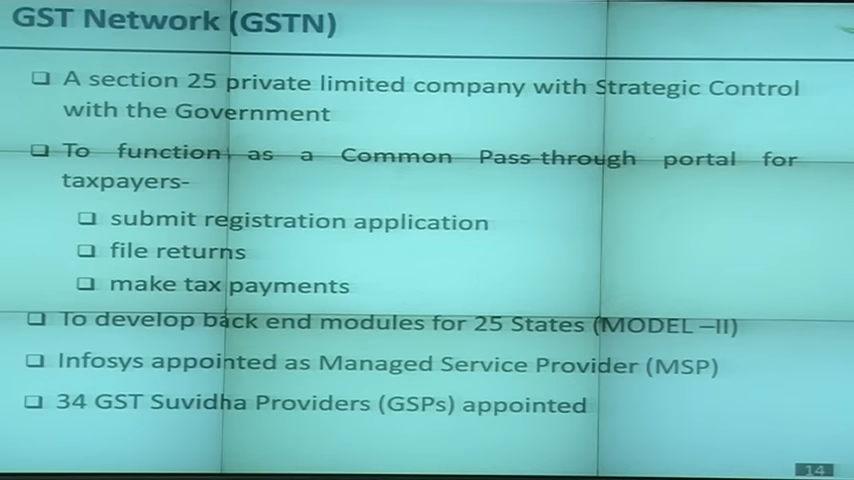 GST Network (GSTN)
❑ A section 25 private limited company with Strategic Control
with the Government
❑ To function as a Common Pass-through portal for
taxpayers-
❑ submit registration application
❑ file returns
❑ make tax payments
❑ To develop back end modules for 25 States (MODEL –II)
❑ Infosys appointed as Managed Service Provider (MSP)
❑ 34 GST Suvidha Providers (GSPs) appointed
14